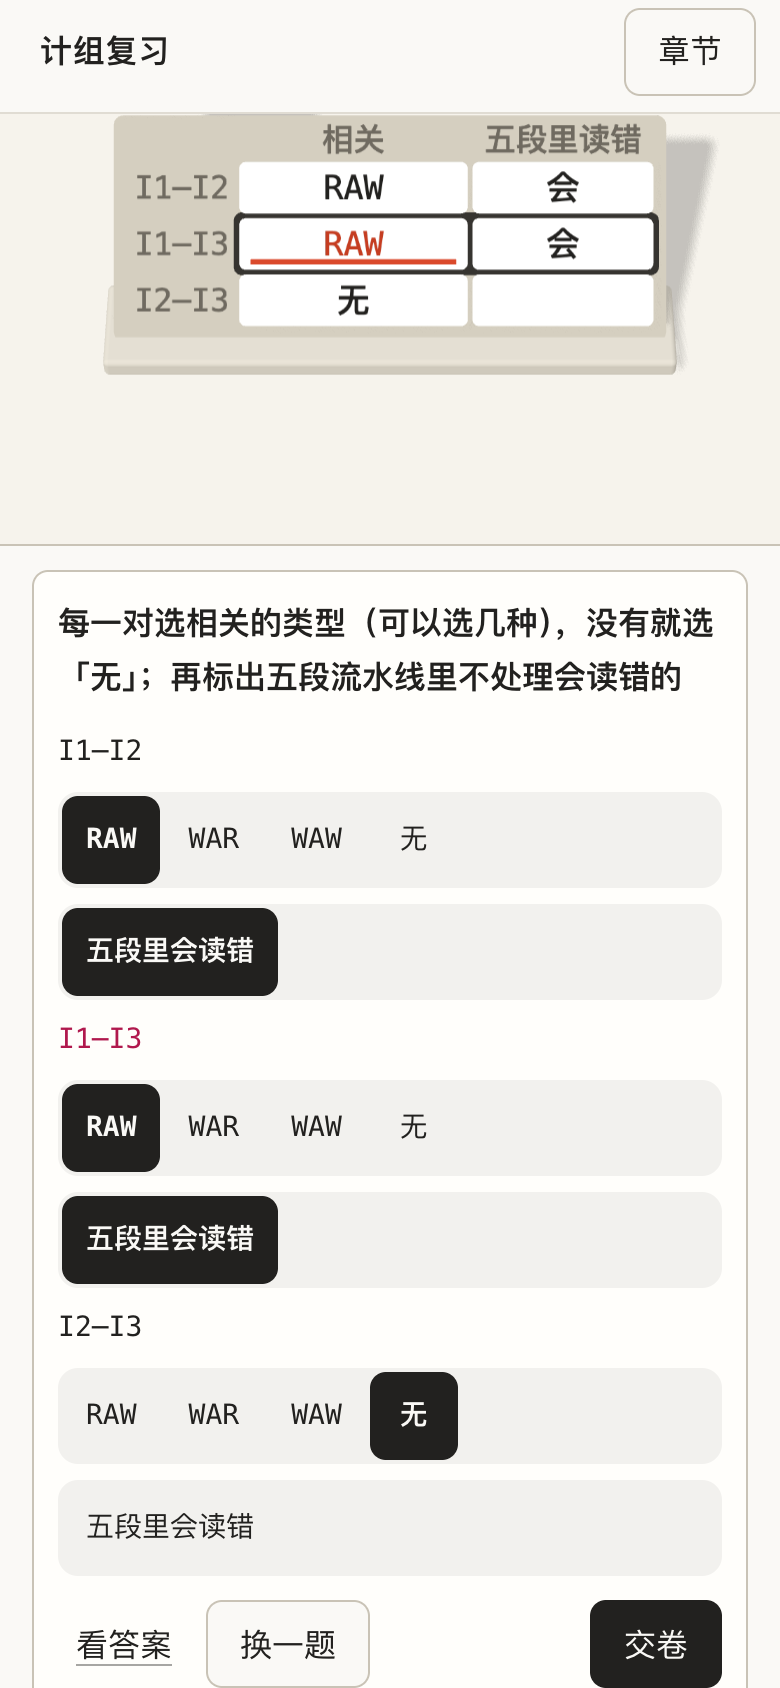 计组复习
章节
相关 五段里读错
I1—I2 RAW 会
I1—I3 RAW 会
I2—I3 无
每一对选相关的类型（可以选几种），没有就选
「无」；再标出五段流水线里不处理会读错的
I1—I2
RAW WAR WAW 无
五段里会读错
I1—I3
RAW WAR WAW 无
五段里会读错
I2—I3
RAW WAR WAW 无
五段里会读错
看答案 换一题 交卷